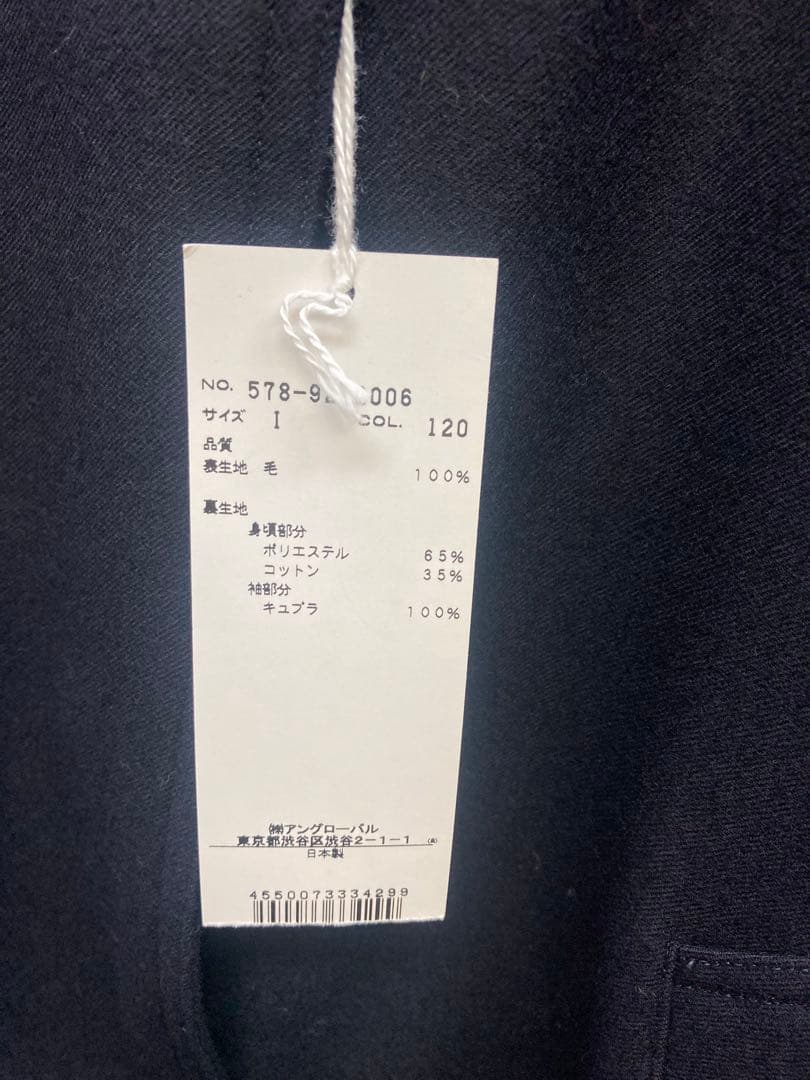 NO. 578-9
006
サイズ I COL. 120
品質
表生地 毛 100%
裏生地
身頃部分
ポリエステル 65%
コットン 35%
袖部分
キュプラ 100%
㈱アングローバル
東京都渋谷区渋谷2-1-1
日本製
4550073334299